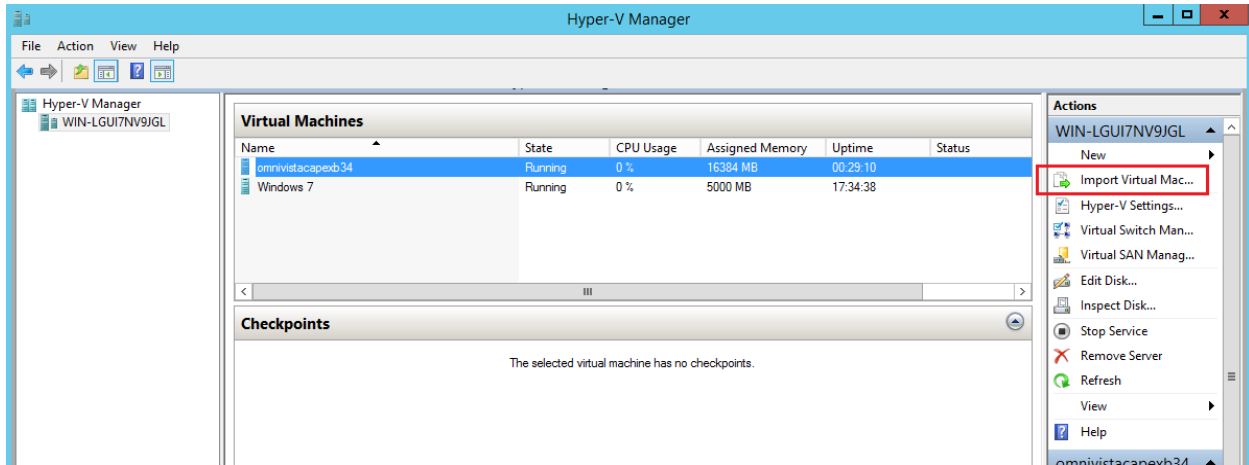 Hyper-V Manager
File Action View Help
Hyper-V Manager
WIN-LGUI7NV9JGL
Virtual Machines
Name State CPU Usage Assigned Memory Uptime Status
omnivistacapexb34 Running 0 % 16384 MB 00:29:10
Windows 7 Running 0 % 5000 MB 17:34:38
Checkpoints
The selected virtual machine has no checkpoints.
Actions
WIN-LGUI7NV9JGL
New
Import Virtual Mac...
Hyper-V Settings...
Virtual Switch Man...
Virtual SAN Manag...
Edit Disk...
Inspect Disk...
Stop Service
Remove Server
Refresh
View
Help
omnivistacapexb34